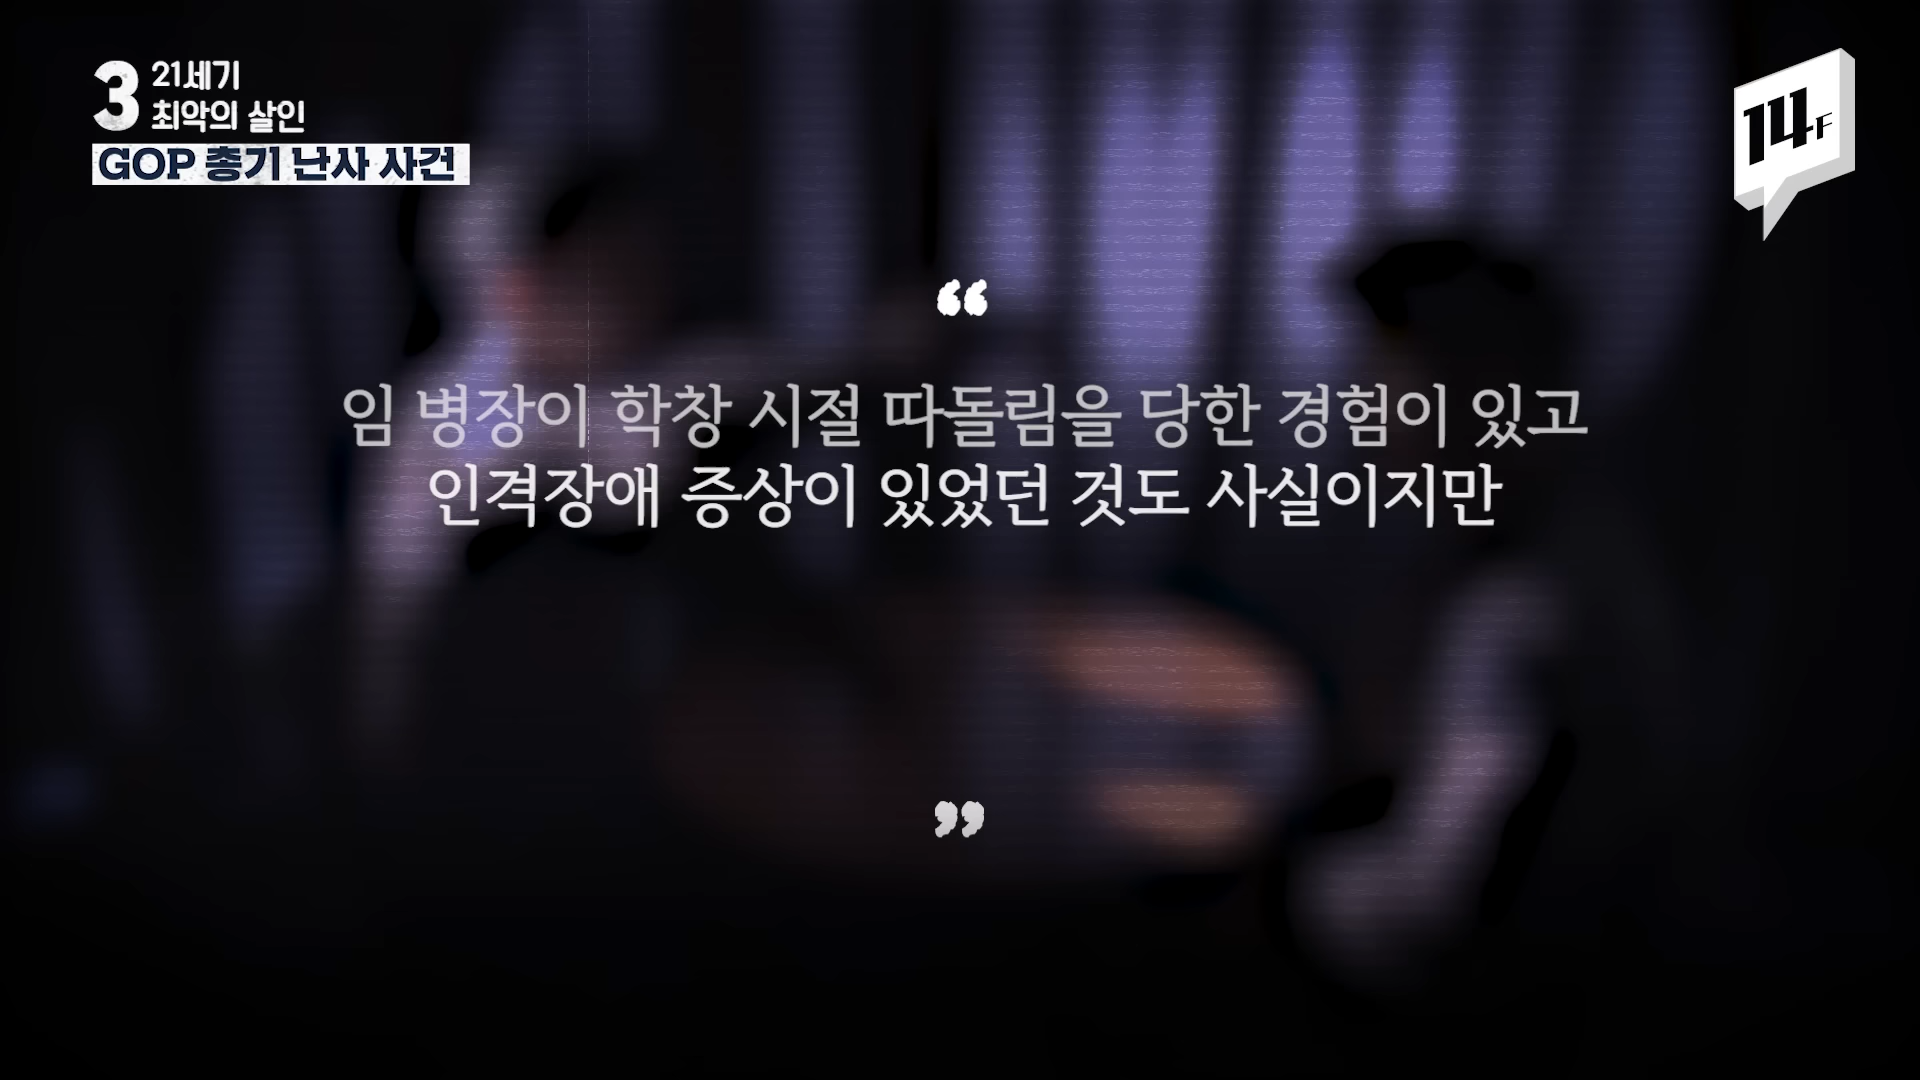 3 21세기
최악의 살인
GOP 총기 난사 사건
14F
“
임 병장이 학창 시절 따돌림을 당한 경험이 있고
인격장애 증상이 있었던 것도 사실이지만
”